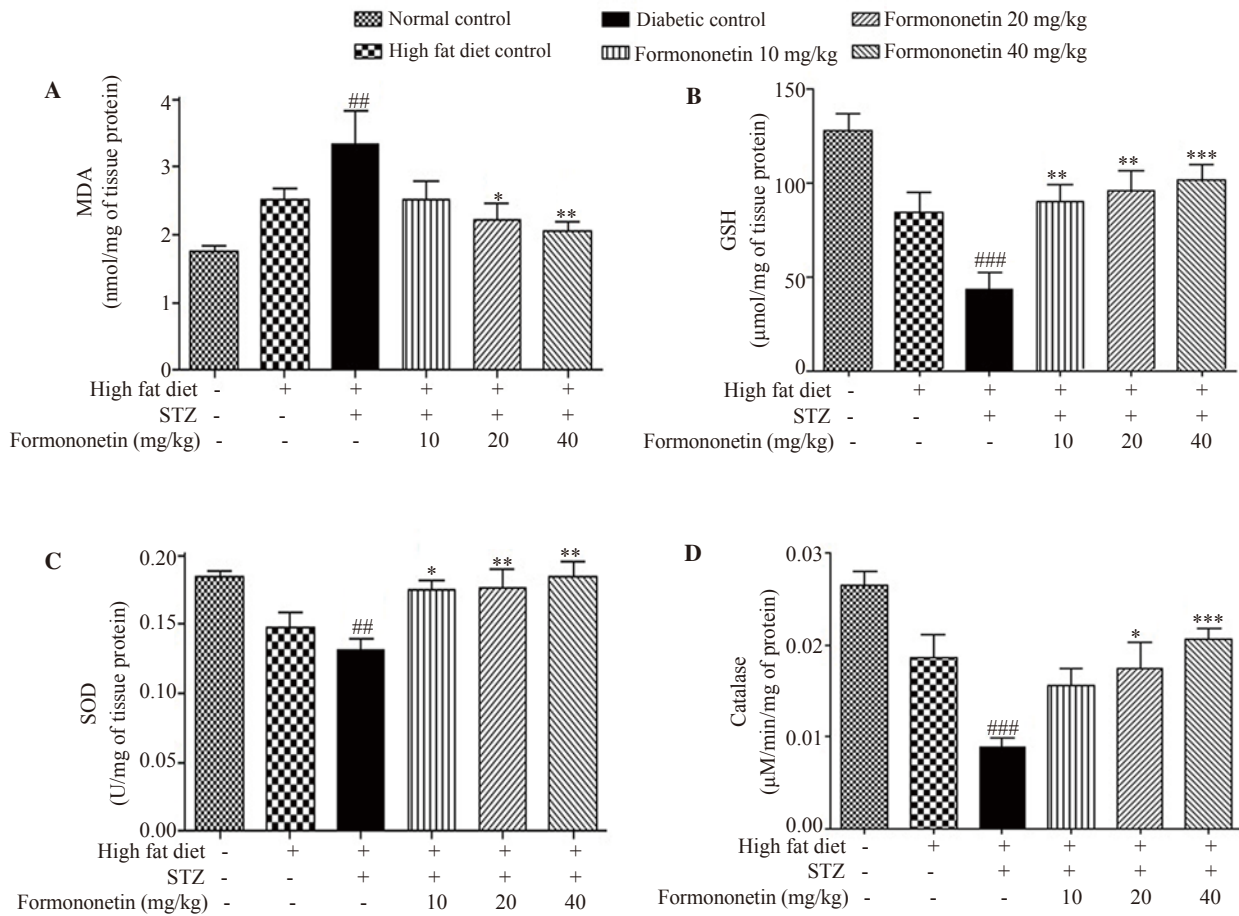 Normal control
Diabetic control
Formononetin 20 mg/kg
High fat diet control
Formononetin 10 mg/kg
Formononetin 40 mg/kg
A
MDA
(nmol/mg of tissue protein)
4
3
2
1
0
##
*
**
High fat diet - + + + + +
STZ - - + + + +
Formononetin (mg/kg) - - - 10 20 40
B
GSH
(μmol/mg of tissue protein)
150
100
50
0
###
**
**
***
High fat diet - + + + + +
STZ - - + + + +
Formononetin (mg/kg) - - - 10 20 40
C
SOD
(U/mg of tissue protein)
0.20
0.15
0.10
0.05
0.00
##
*
**
**
High fat diet - + + + + +
STZ - - + + + +
Formononetin (mg/kg) - - - 10 20 40
D
Catalase
(μM/min/mg of protein)
0.03
0.02
0.01
0.00
###
*
***
High fat diet - + + + + +
STZ - - + + + +
Formononetin (mg/kg) - - - 10 20 40